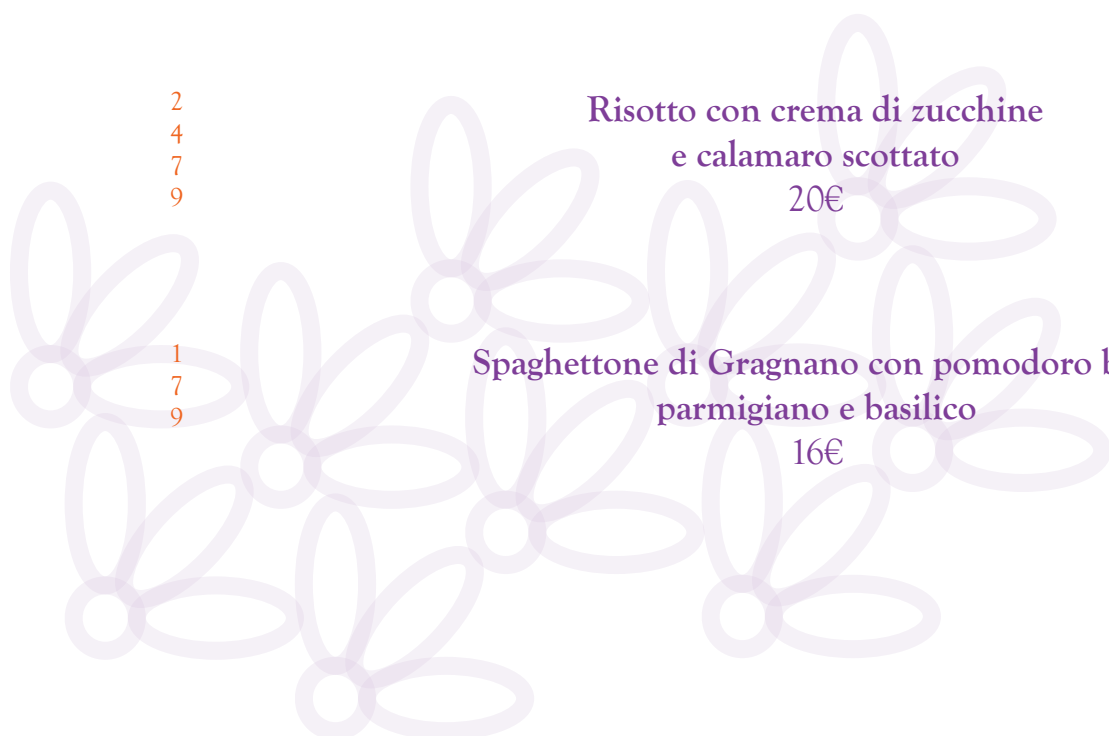 2
4
7
9
Risotto con crema di zucchine
e calamaro scottato
20€
1
7
9
Spaghettone di Gragnano con pomodoro
parmigiano e basilico
16€